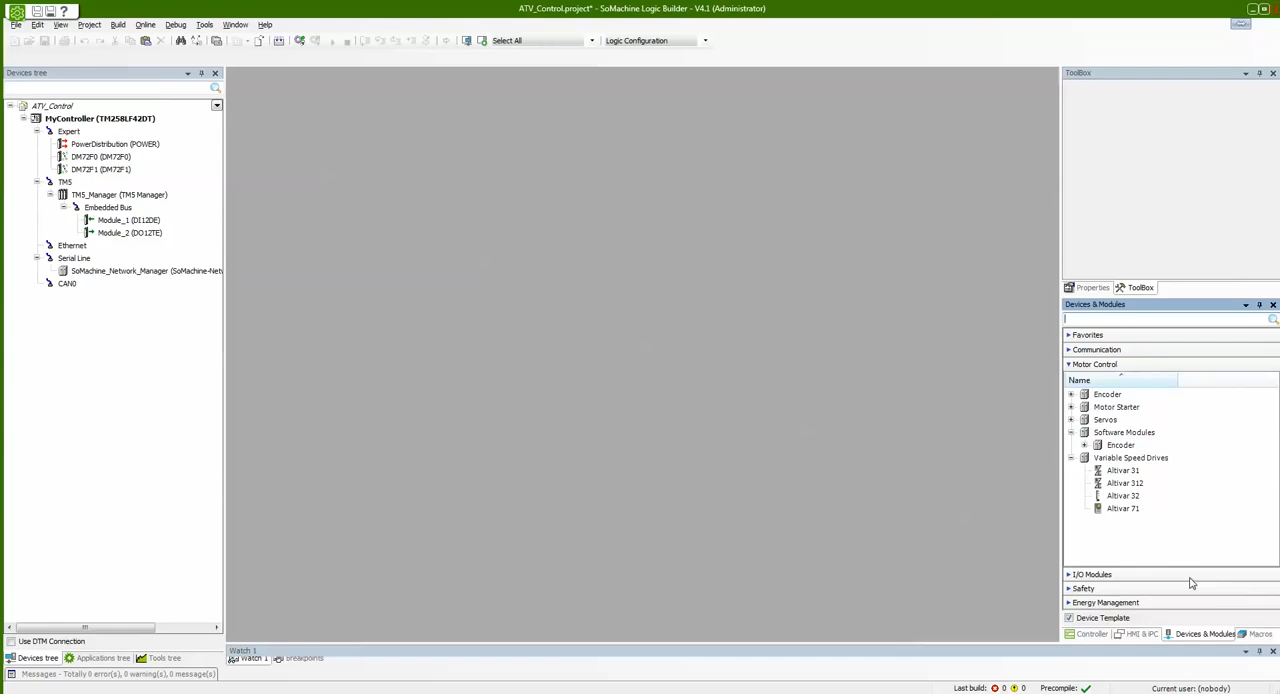 ATV_Control.project* - SoMachine Logic Builder - V4.1 (Administrator)
File Edit View Project Build Online Debug Tools Window Help
Select All Logic Configuration
Devices tree
ATV_Control
MyController (TM258LF42DT)
Expert
PowerDistribution (POWER)
DM72F0 (DM72F0)
DM72F1 (DM72F1)
TM5
TM5_Manager (TM5 Manager)
Embedded Bus
Module_1 (DI12DE)
Module_2 (DO12TE)
Ethernet
Serial Line
SoMachine_Network_Manager (SoMachine-Net
CAN0
Use DTM Connection
Devices tree Applications tree Tools tree
Messages - Totally 0 error(s), 0 warning(s), 0 message(s)
Watch 1
Watch 1 Breakpoints
ToolBox
Properties ToolBox
Devices & Modules
Favorites
Communication
Motor Control
Name
Encoder
Motor Starter
Servos
Software Modules
Encoder
Variable Speed Drives
Altivar 31
Altivar 312
Altivar 32
Altivar 71
I/O Modules
Safety
Energy Management
Device Template
Controller HMI & iPC Devices & Modules Macros
Last build: 0 0 Precompile: Current user: (nobody)